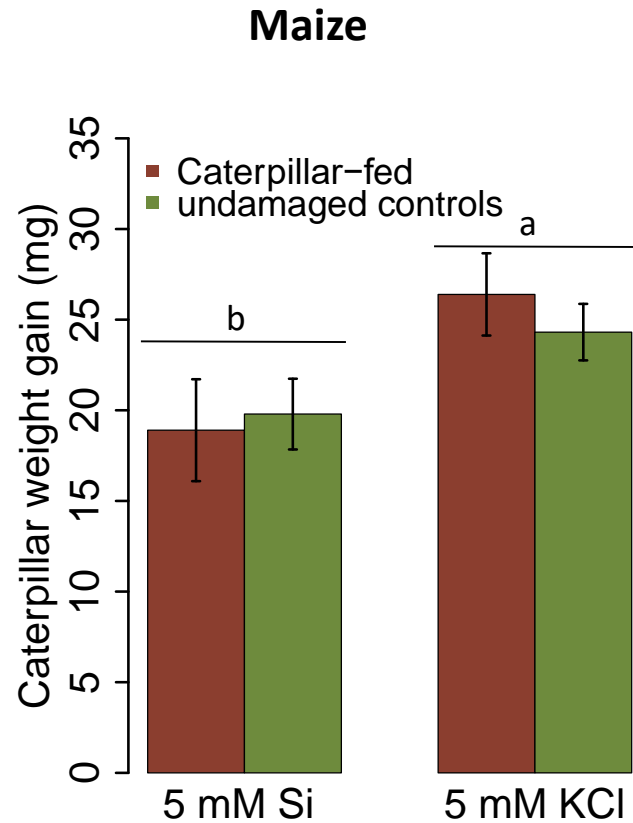 Maize
Caterpillar−fed
undamaged controls
a
b
Caterpillar weight gain (mg)
35
30
25
20
15
10
5
0
5 mM Si
5 mM KCl